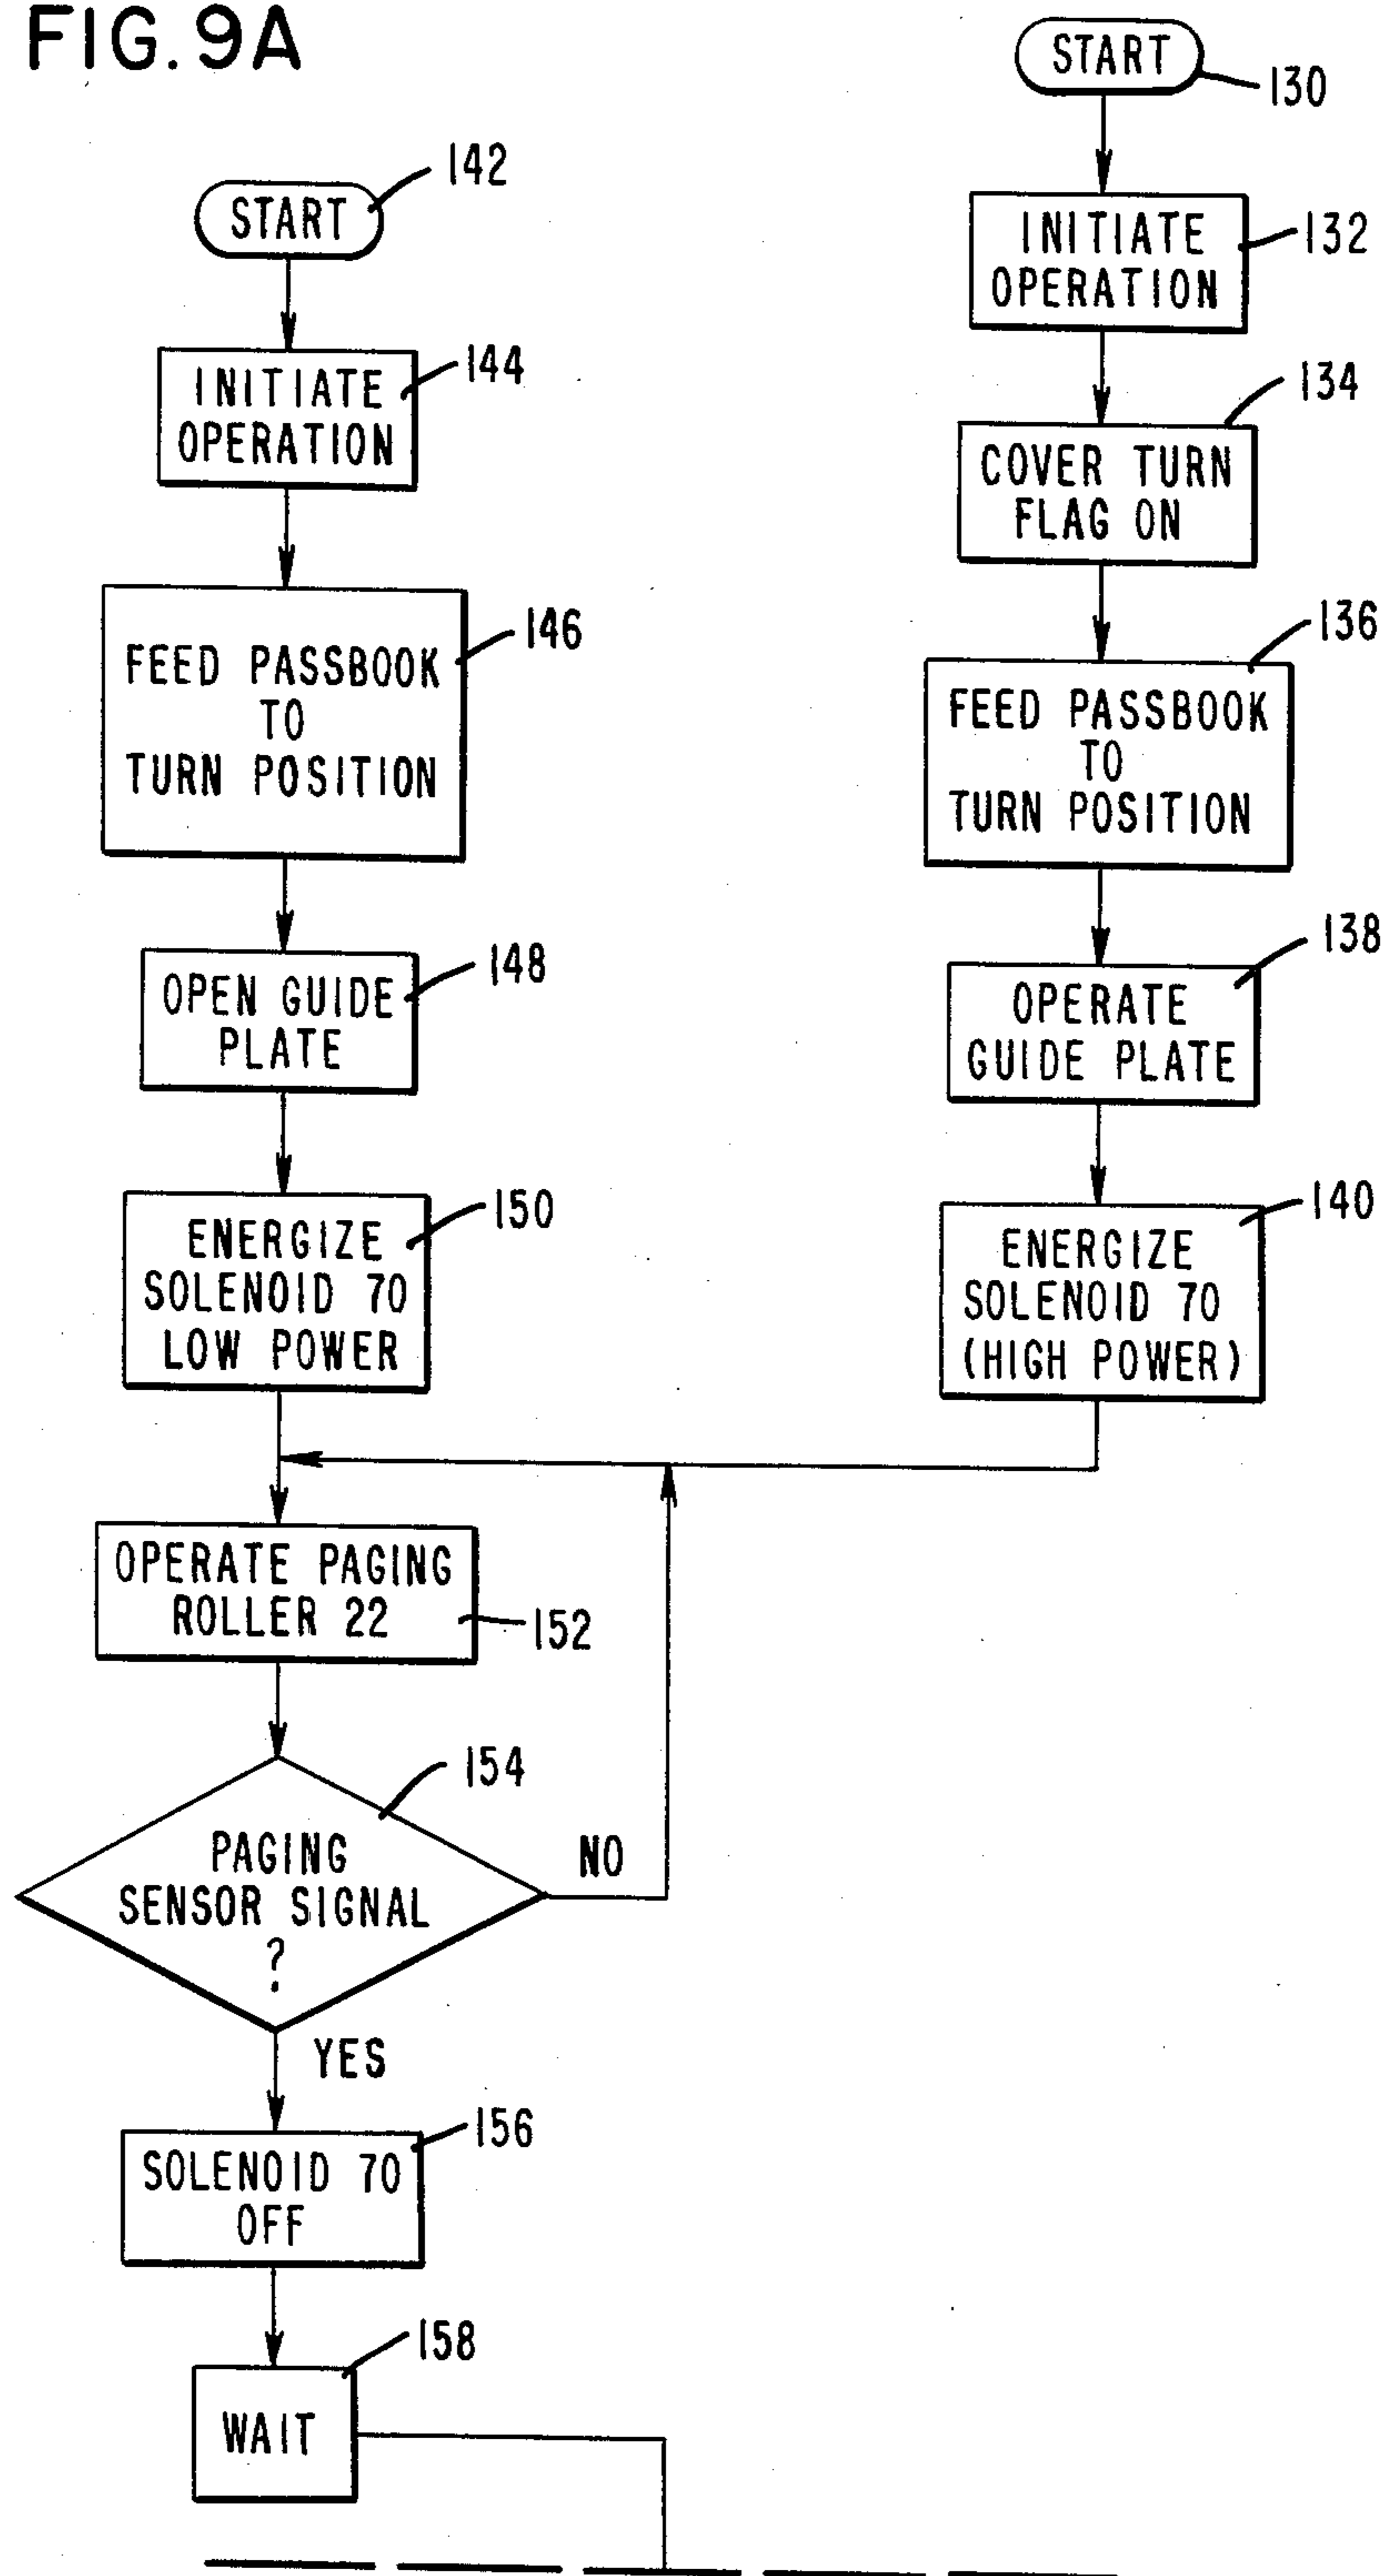 FIG. 9A
START
130
INITIATE
OPERATION
132
COVER TURN
FLAG ON
134
FEED PASSBOOK
TO
TURN POSITION
136
OPERATE
GUIDE PLATE
138
ENERGIZE
SOLENOID 70
(HIGH POWER)
140
START
142
INITIATE
OPERATION
144
FEED PASSBOOK
TO
TURN POSITION
146
OPEN GUIDE
PLATE
148
ENERGIZE
SOLENOID 70
LOW POWER
150
OPERATE PAGING
ROLLER 22
152
PAGING
SENSOR SIGNAL
?
154
NO
YES
SOLENOID 70
OFF
156
WAIT
158